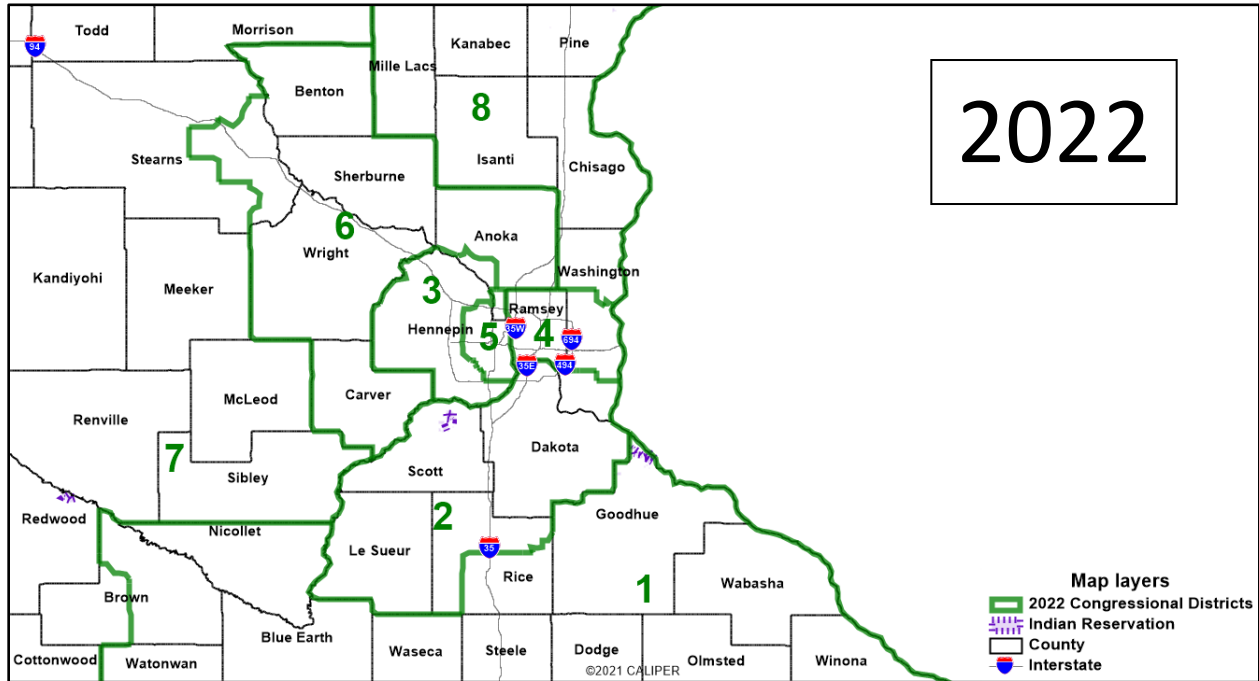 Todd
Morrison
Kanabec
Pine
94
Mille Lacs
Benton
2022
8
Stearns
Isanti
Chisago
Sherburne
6
Anoka
Wright
Washington
Kandiyohi
Meeker
3
Ramsey
Hennepin
5
35W
4
694
35E
494
Carver
McLeod
Renville
Dakota
7
Scott
Sibley
Redwood
2
Goodhue
Nicollet
Le Sueur
35
Rice
1
Wabasha
Brown
Map layers
2022 Congressional Districts
Indian Reservation
County
Interstate
Blue Earth
Waseca
Steele
Dodge
Olmsted
Winona
Cottonwood
Watonwan
©2021 CALIPER